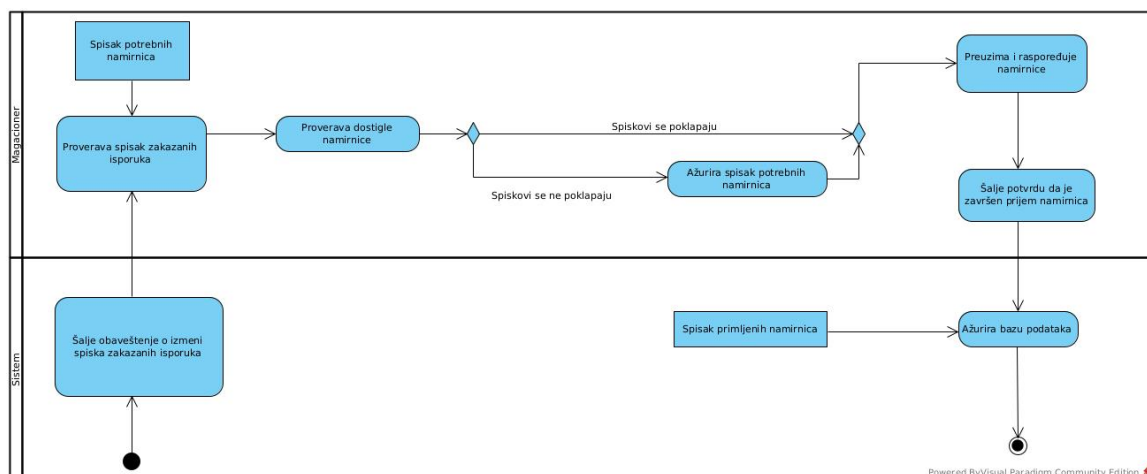 Magacioner
Spisak potrebnih
namirnica
Proverava spisak zakazanih
isporuka
Proverava dostigle
namirnice
Spiskovi se poklapaju
Spiskovi se ne poklapaju
Ažurira spisak potrebnih
namirnica
Preuzima i raspoređuje
namirnice
Šalje potvrdu da je
završen prijem namirnica
Sistem
Šalje obaveštenje o izmeni
spiska zakazanih isporuka
Spisak primljenih namirnica
Ažurira bazu podataka
Powered ByVisual Paradigm Community Edition